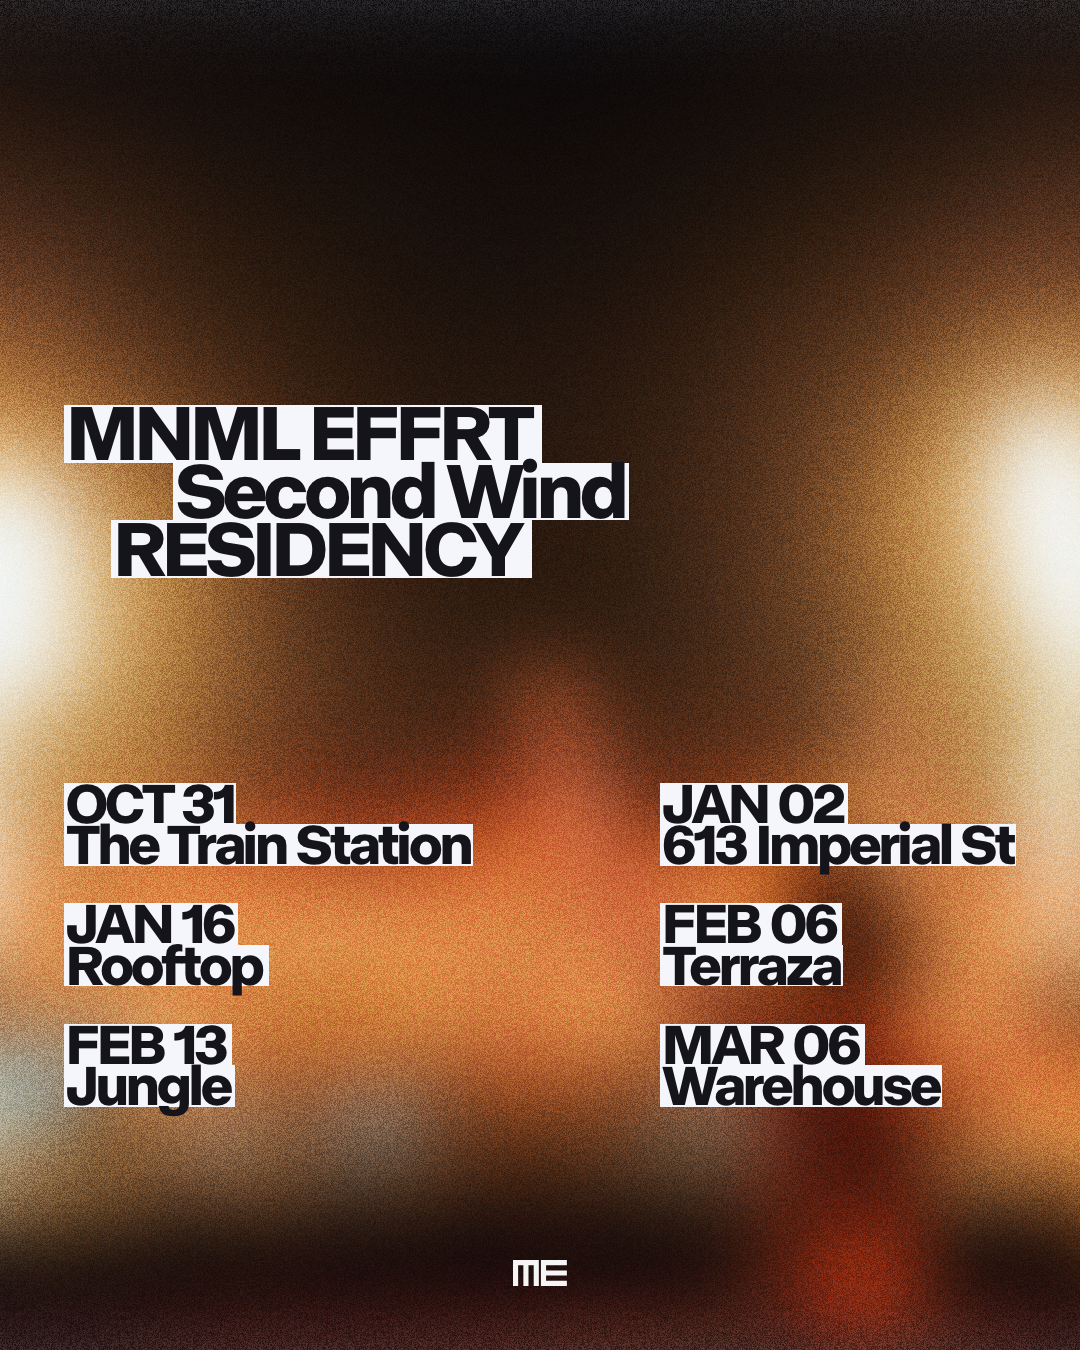 MNML EFFRT
Second Wind
RESIDENCY
OCT 31
The Train Station
JAN 02
613 Imperial St
JAN 16
Rooftop
FEB 06
Terraza
FEB 13
Jungle
MAR 06
Warehouse
ME